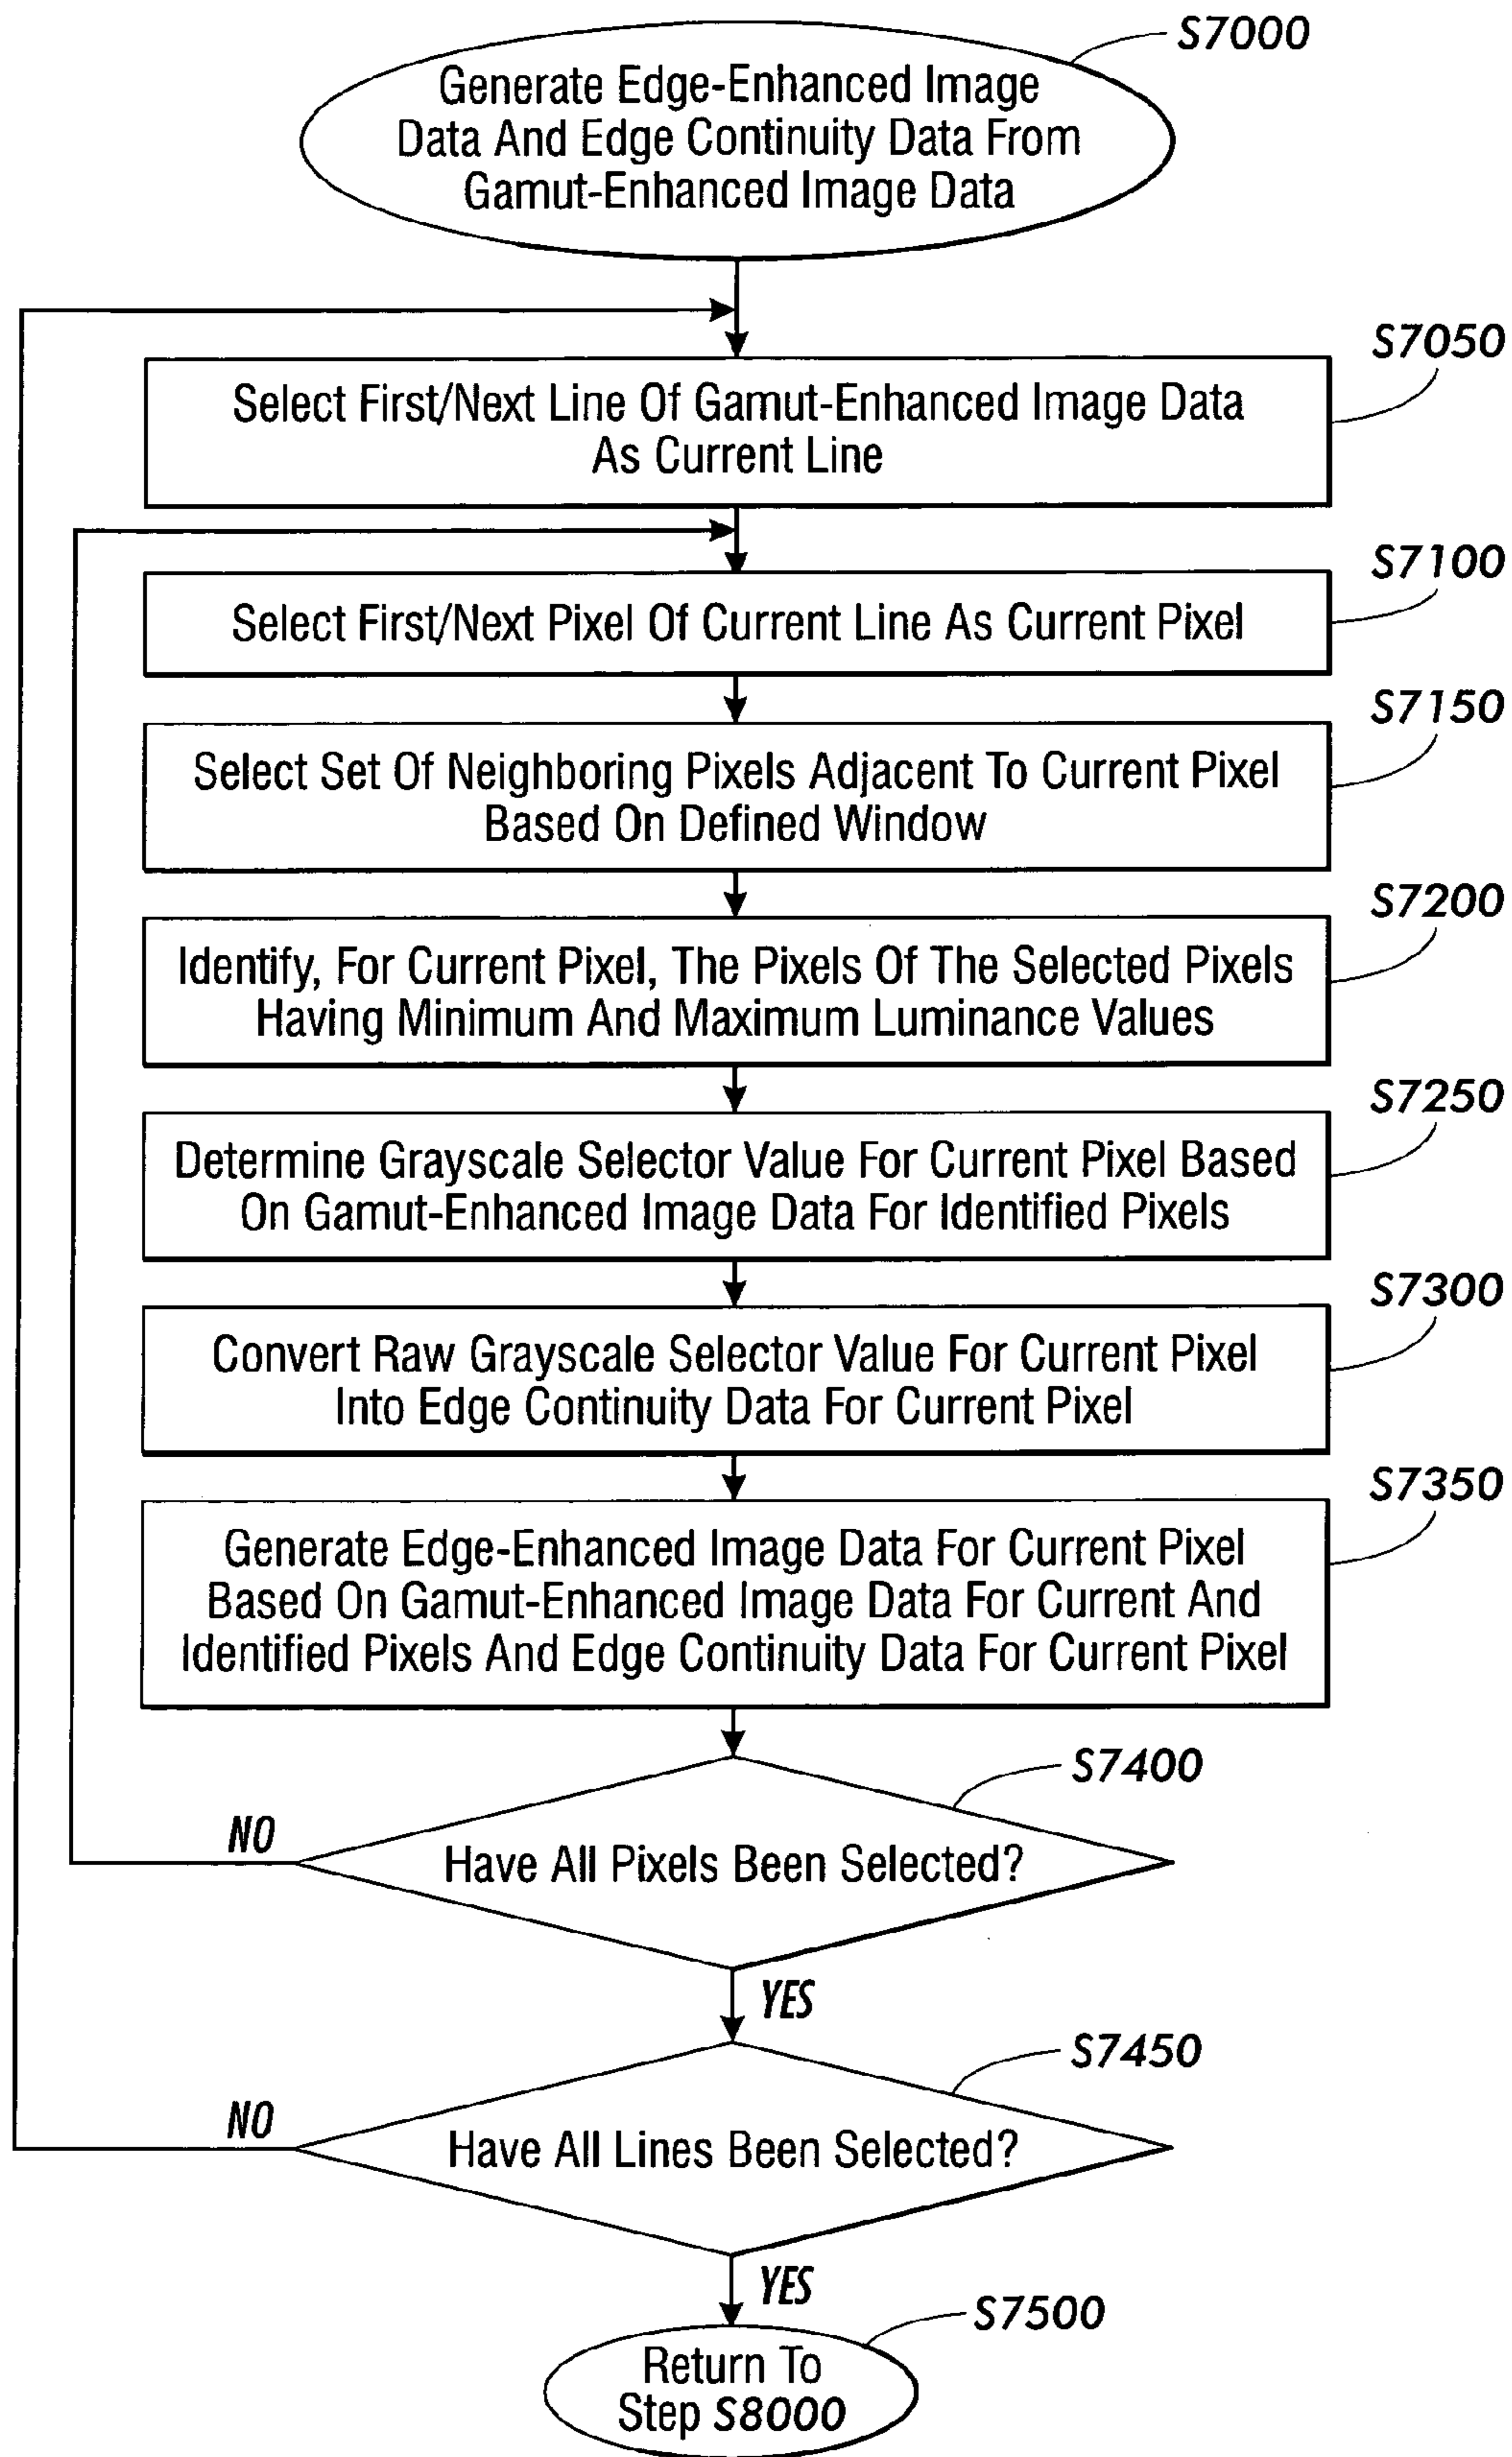 S7000
Generate Edge-Enhanced Image
Data And Edge Continuity Data From
Gamut-Enhanced Image Data
S7050
Select First/Next Line Of Gamut-Enhanced Image Data
As Current Line
S7100
Select First/Next Pixel Of Current Line As Current Pixel
S7150
Select Set Of Neighboring Pixels Adjacent To Current Pixel
Based On Defined Window
S7200
Identify, For Current Pixel, The Pixels Of The Selected Pixels
Having Minimum And Maximum Luminance Values
S7250
Determine Grayscale Selector Value For Current Pixel Based
On Gamut-Enhanced Image Data For Identified Pixels
S7300
Convert Raw Grayscale Selector Value For Current Pixel
Into Edge Continuity Data For Current Pixel
S7350
Generate Edge-Enhanced Image Data For Current Pixel
Based On Gamut-Enhanced Image Data For Current And
Identified Pixels And Edge Continuity Data For Current Pixel
S7400
NO
Have All Pixels Been Selected?
YES
S7450
NO
Have All Lines Been Selected?
YES
S7500
Return To
Step S8000